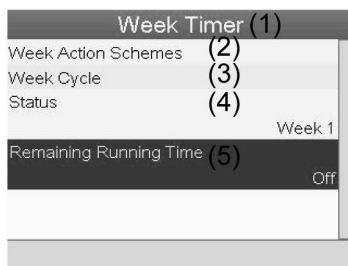 Week Timer (1)
Week Action Schemes (2)
Week Cycle (3)
Status (4)
Week 1
Remaining Running Time (5)
Off